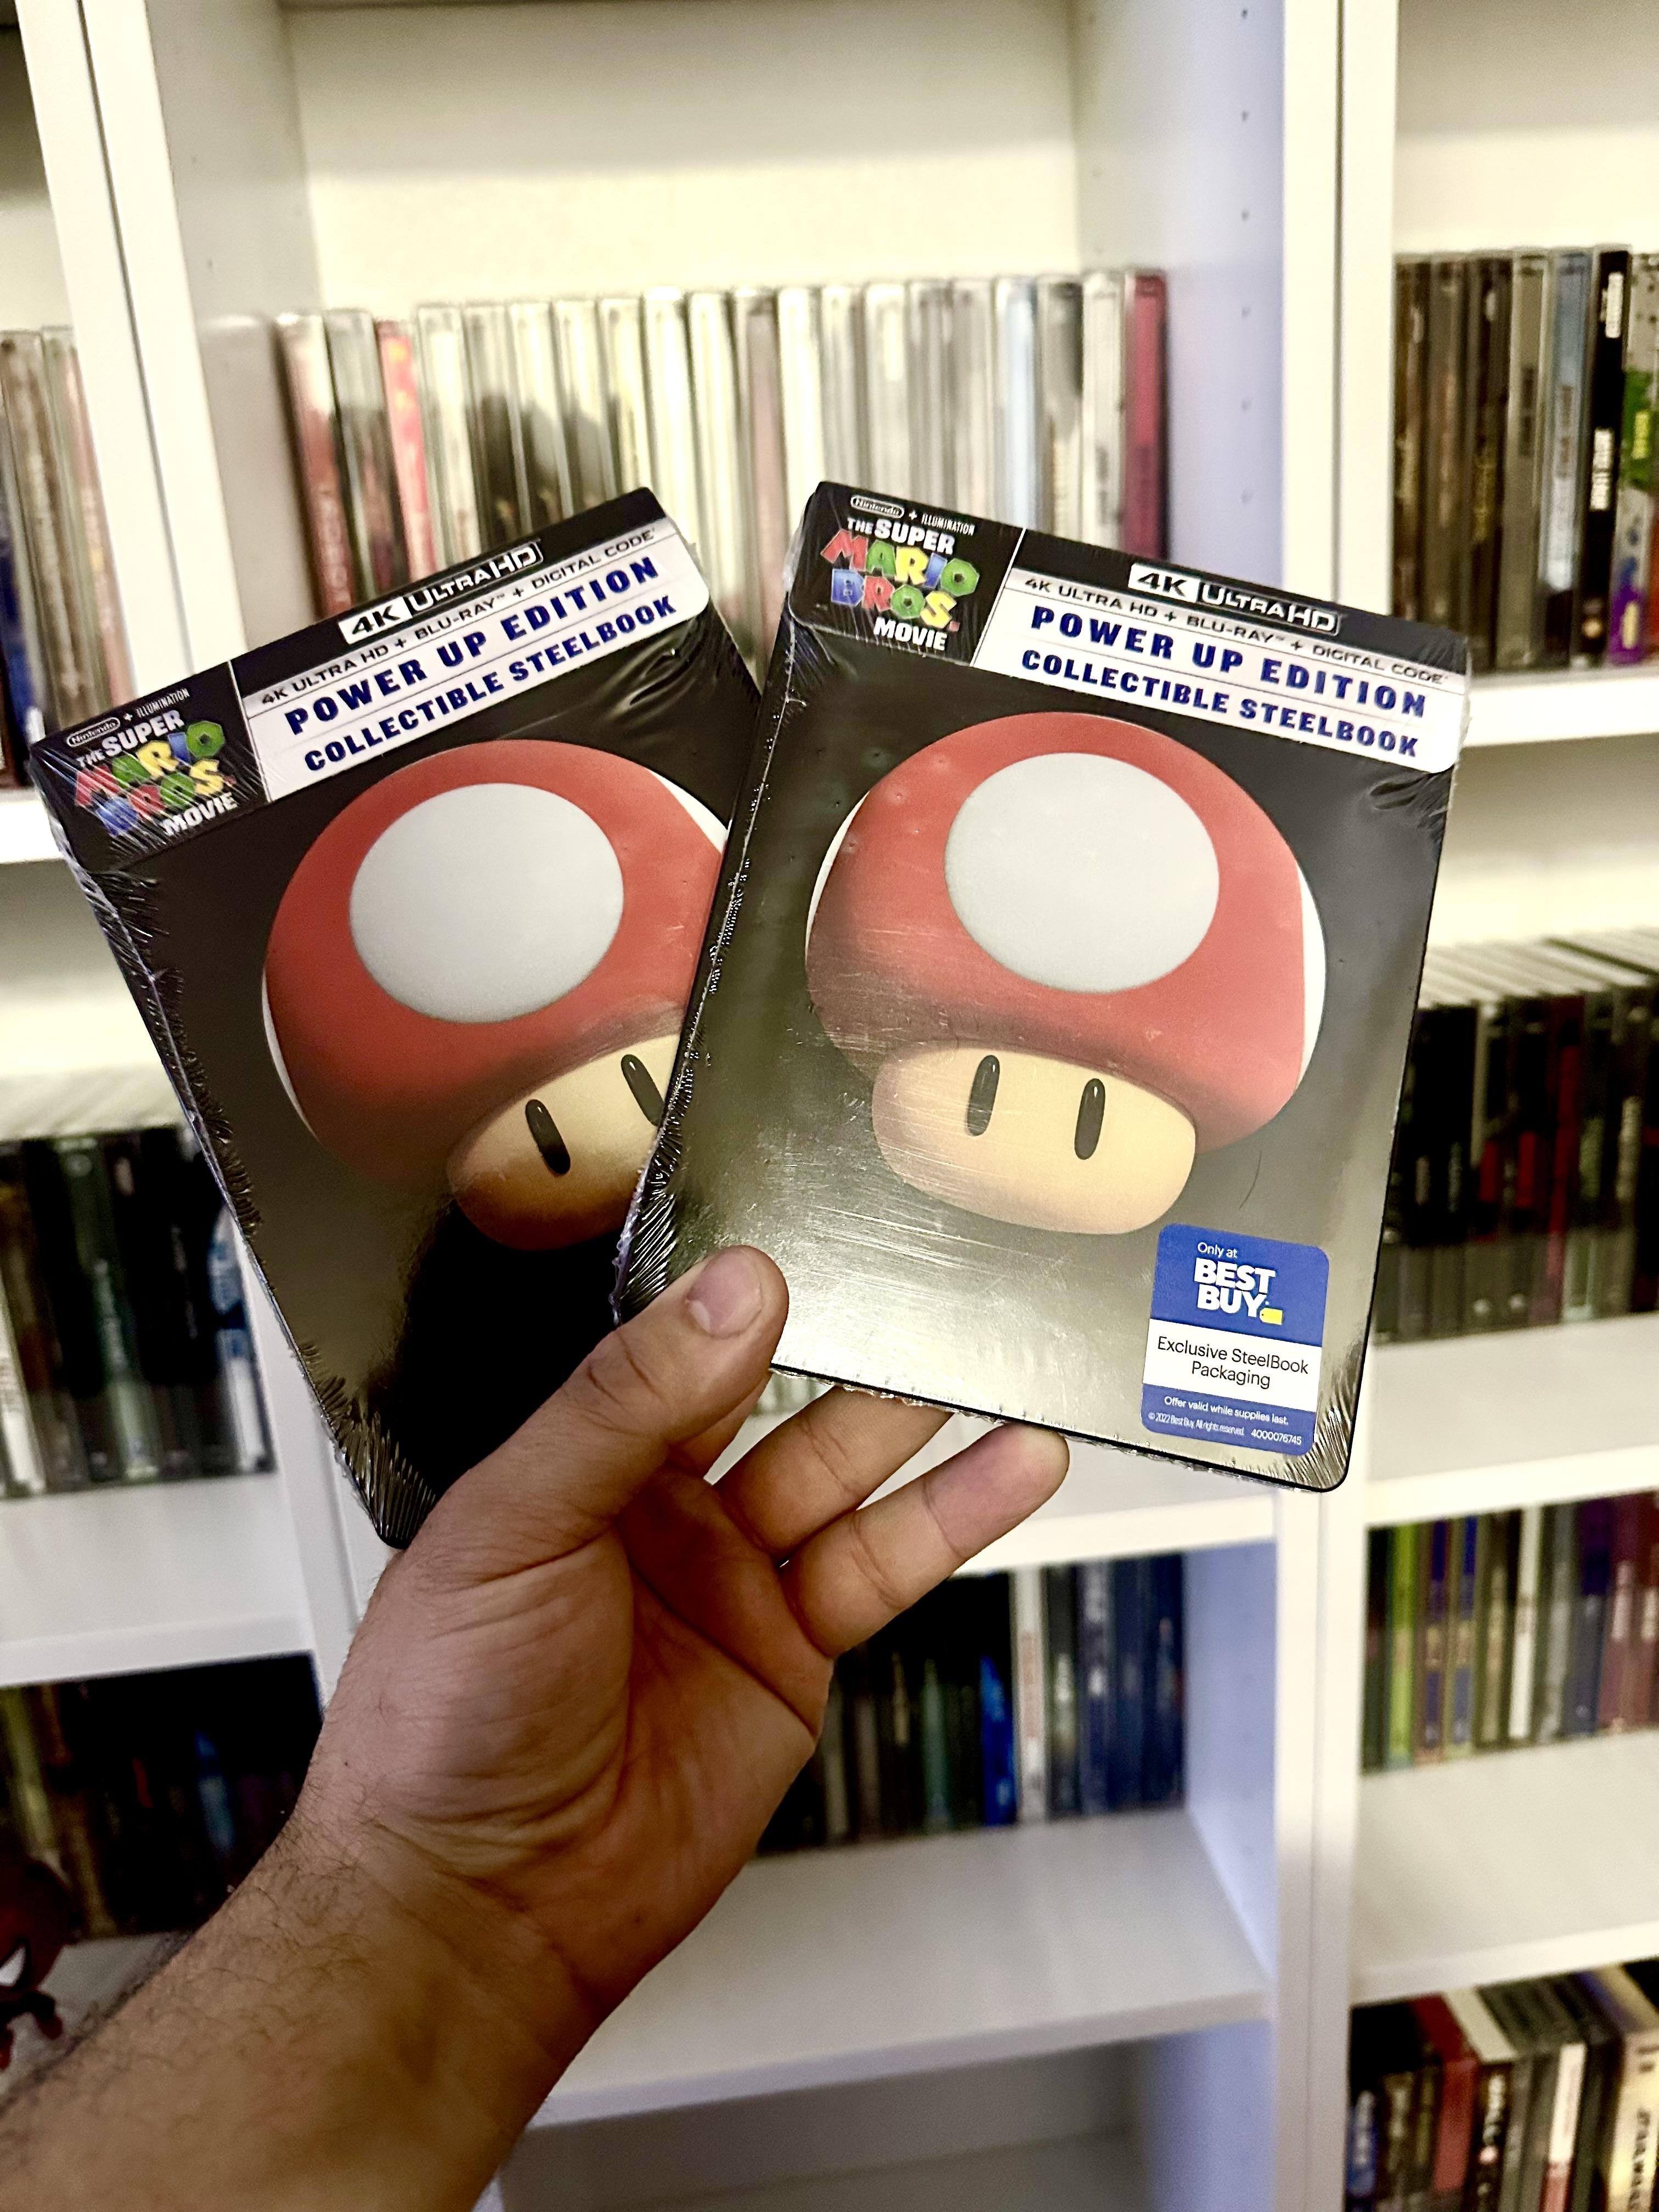 Nintendo + ILLUMINATION
THE SUPER
MARIO
BROS.
MOVIE
4K ULTRA HD
4K ULTRA HD + BLU-RAY™ + DIGITAL CODE*
POWER UP EDITION
COLLECTIBLE STEELBOOK
Nintendo + ILLUMINATION
THE SUPER
MARIO
BROS.™
MOVIE
4K ULTRA HD
4K ULTRA HD + BLU-RAY™ + DIGITAL CODE*
POWER UP EDITION
COLLECTIBLE STEELBOOK
Only at
BEST
BUY
Exclusive SteelBook
Packaging
Offer valid while supplies last.
© 2022 Best Buy. All rights reserved. 4000076745